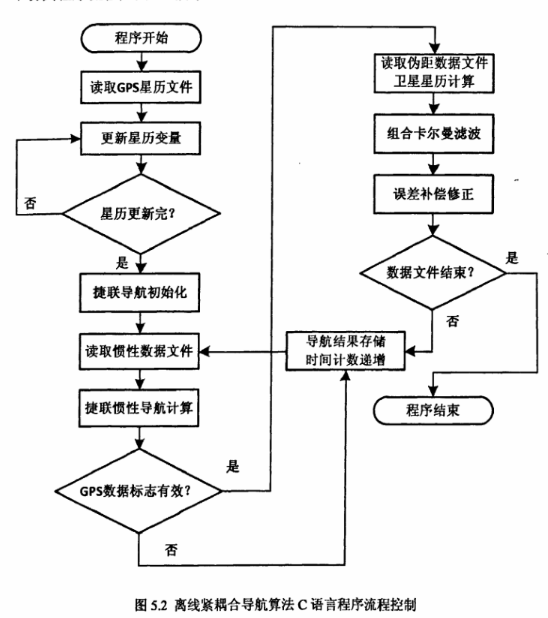 程序开始
读取GPS星历文件
更新星历变量
否
星历更新完？
是
捷联导航初始化
读取惯性数据文件
捷联惯性导航计算
GPS数据标志有效？
是
否
读取伪距数据文件
卫星星历计算
组合卡尔曼滤波
误差补偿修正
数据文件结束？
是
否
导航结果存储
时间计数递增
程序结束
图 5.2 离线紧耦合导航算法 C 语言程序流程控制